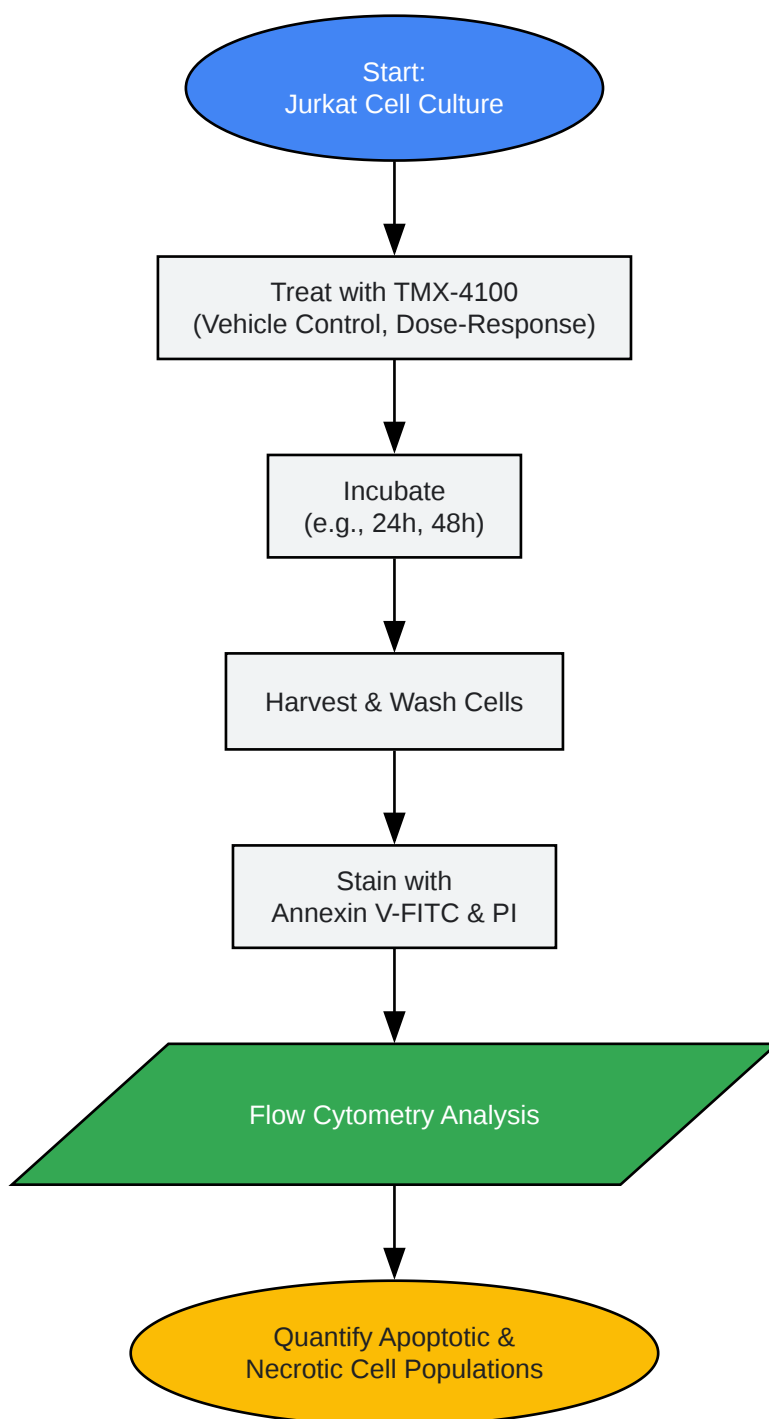 Start:
Jurkat Cell Culture
Treat with TMX-4100
(Vehicle Control, Dose-Response)
Incubate
(e.g., 24h, 48h)
Harvest & Wash Cells
Stain with
Annexin V-FITC & PI
Flow Cytometry Analysis
Quantify Apoptotic &
Necrotic Cell Populations